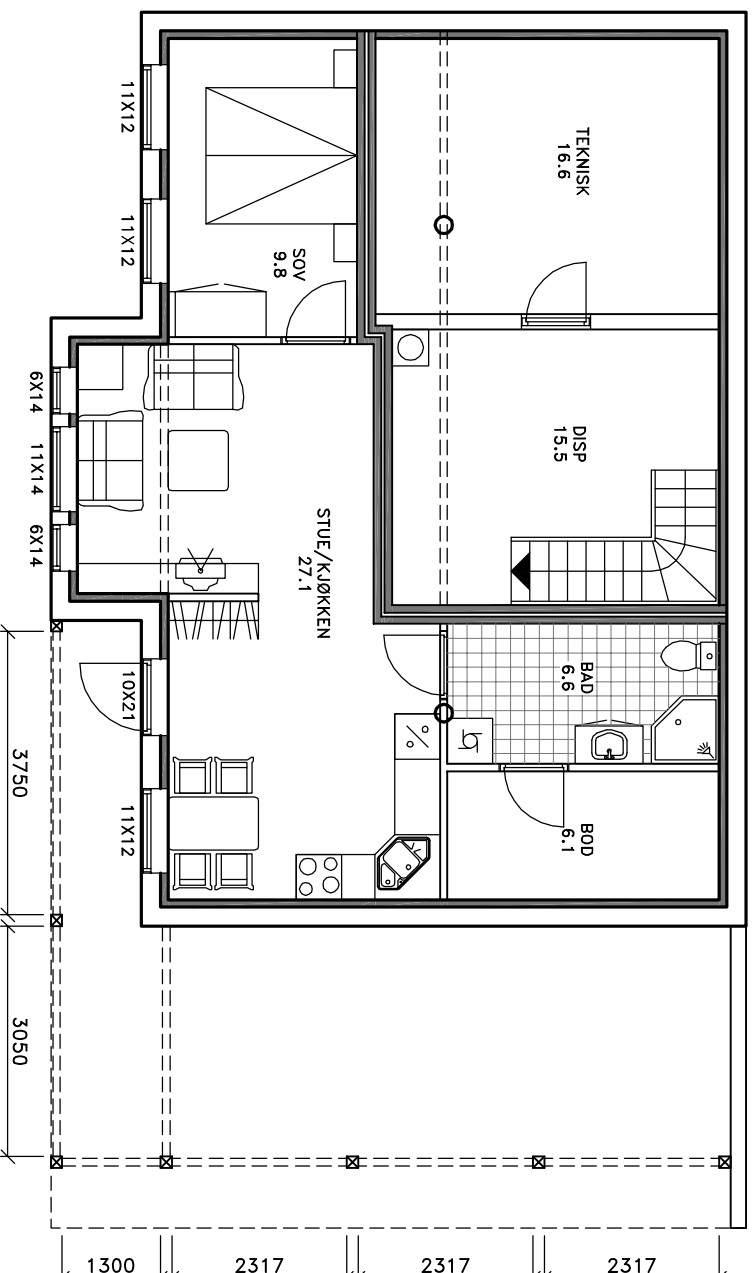 TEKNISK
16.6
11X12
11X12
SOV
9.8
DISP
15.5
6X14
11X14
6X14
STUE/KJØKKEN
27.1
BAD
6.6
10X21
BOD
6.1
11X12
3750
3050
1300
2317
2317
2317